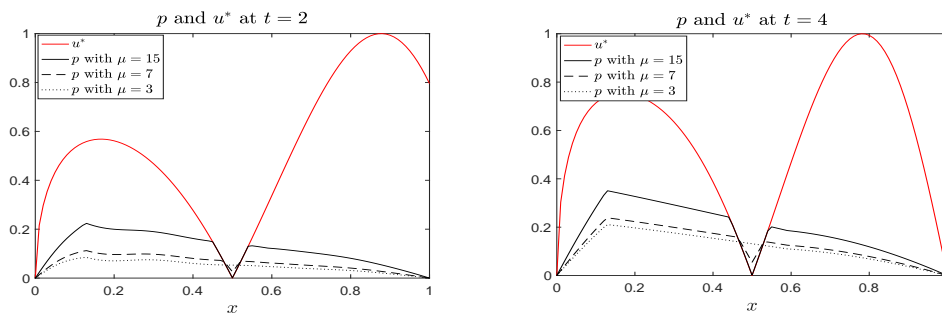 p and u* at t = 2
1
0.8
0.6
0.4
0.2
0
u*
p with μ = 15
p with μ = 7
p with μ = 3
0
0.2
0.4
0.6
0.8
1
x
p and u* at t = 4
1
0.8
0.6
0.4
0.2
0
u*
p with μ = 15
p with μ = 7
p with μ = 3
0
0.2
0.4
0.6
0.8
x